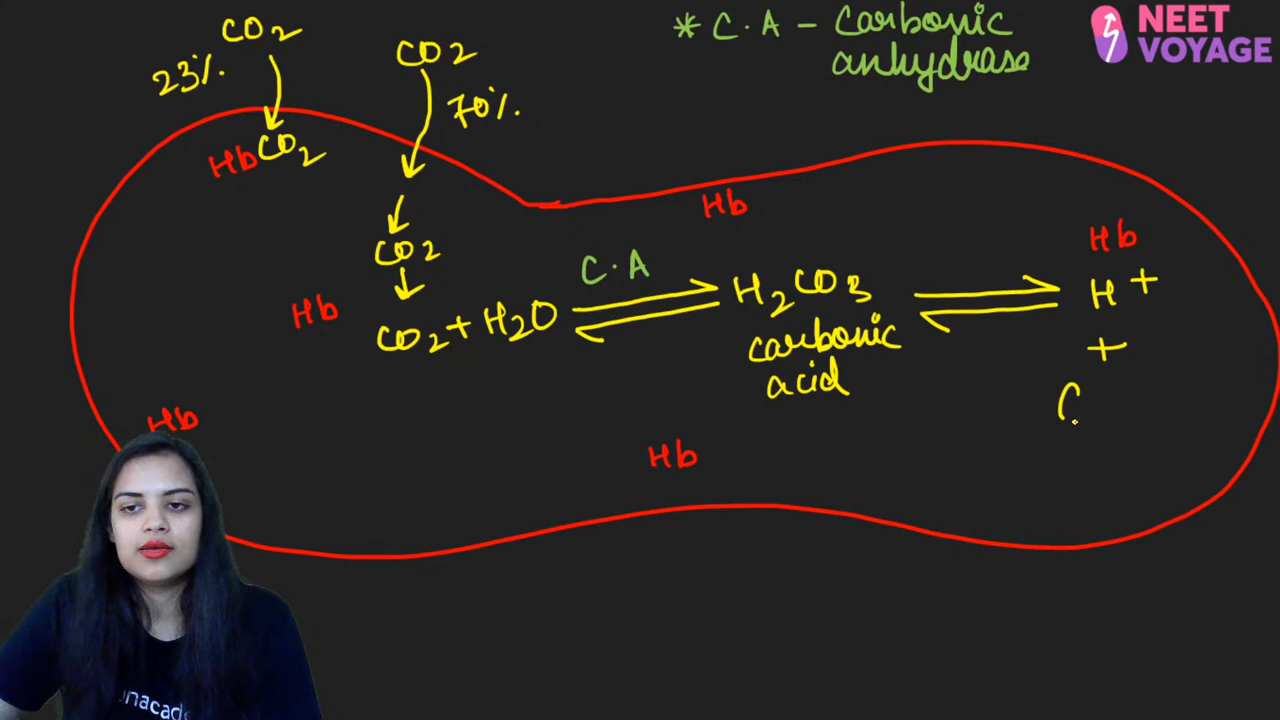 * C.A - Carbonic
anhydrase
NEET
VOYAGE
CO2
23%.
CO2
70%.
HbCO2
Hb
Hb
CO2
C.A
Hb
CO2 + H2O
H2CO3
H+
carbonic
acid
+
C
Hb
Hb
nacad